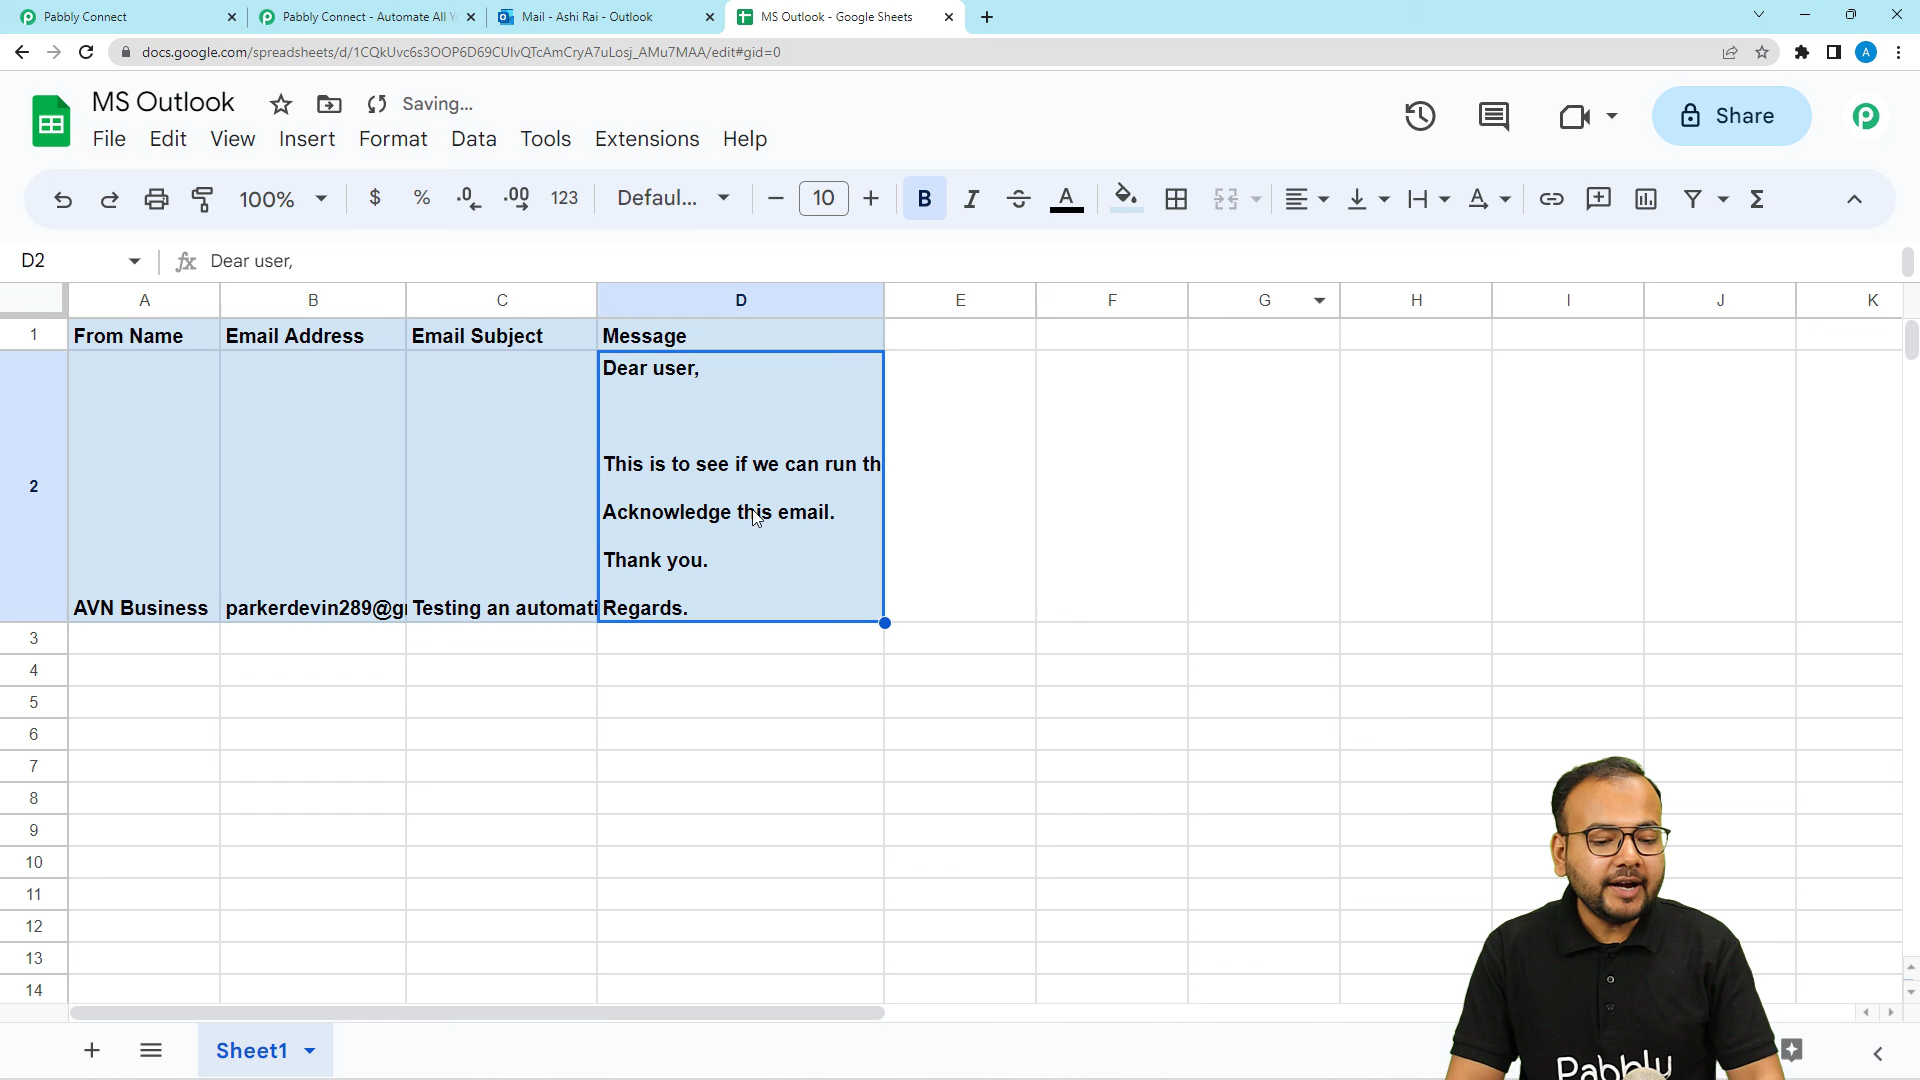 Pabbly Connect
Pabbly Connect - Automate All Y
Mail - Ashi Rai - Outlook
MS Outlook - Google Sheets
docs.google.com/spreadsheets/d/1CQkUvc6s3OOP6D69CUIvQTcAmCryA7uLosj_AMu7MAA/edit#gid=0
A
MS Outlook
Saving...
File Edit View Insert Format Data Tools Extensions Help
Share
100%
$ % .0 .00 123
Defaul...
10
B I A
D2
Dear user,
A B C D E F G H I J K
1 From Name Email Address Email Subject Message
Dear user,
This is to see if we can run th
2
Acknowledge this email.
Thank you.
AVN Business parkerdevin289@g Testing an automati Regards.
3
4
5
6
7
8
9
10
11
12
13
14
Sheet1
Pabbly